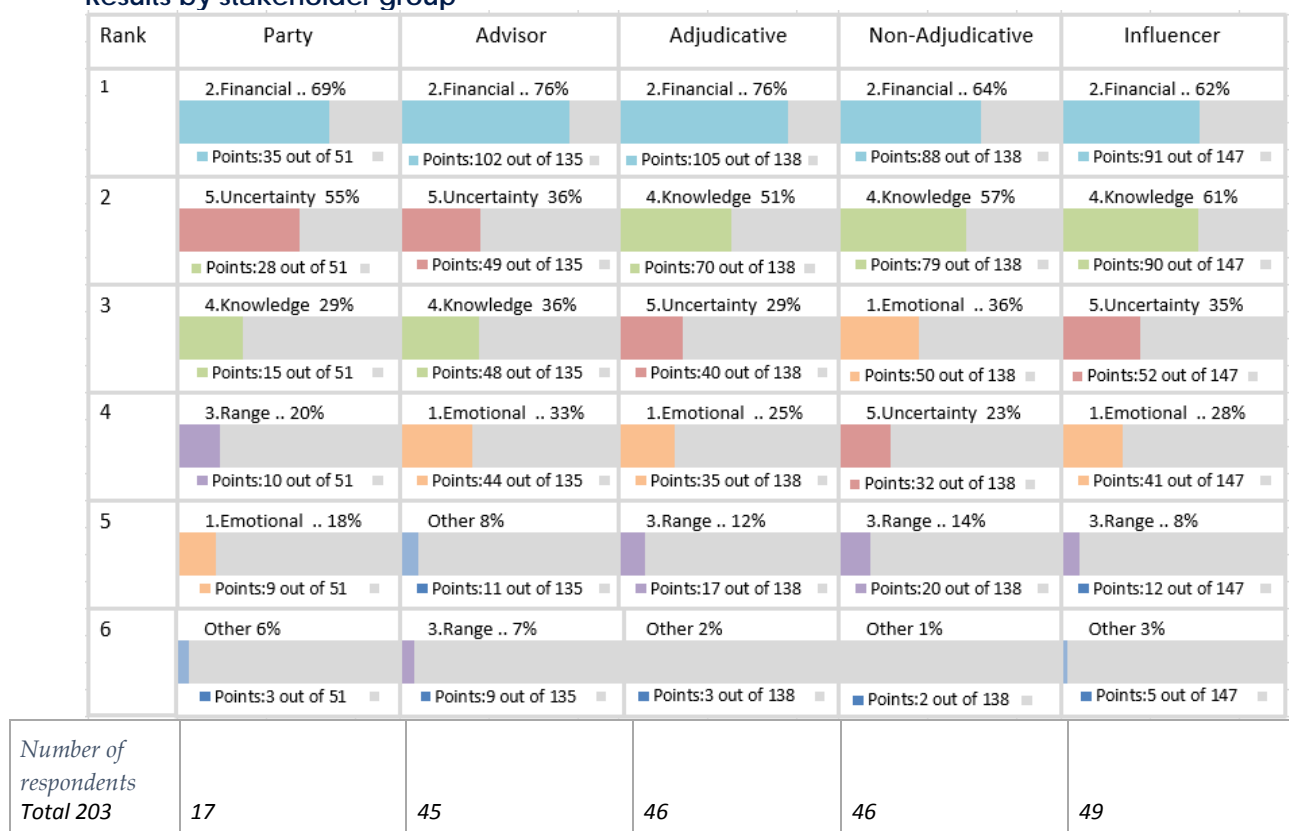 Results by stakeholder group
Rank Party Advisor Adjudicative Non-Adjudicative Influencer
1 2.Financial .. 69% 2.Financial .. 76% 2.Financial .. 76% 2.Financial .. 64% 2.Financial .. 62%
Points:35 out of 51 Points:102 out of 135 Points:105 out of 138 Points:88 out of 138 Points:91 out of 147
2 5.Uncertainty 55% 5.Uncertainty 36% 4.Knowledge 51% 4.Knowledge 57% 4.Knowledge 61%
Points:28 out of 51 Points:49 out of 135 Points:70 out of 138 Points:79 out of 138 Points:90 out of 147
3 4.Knowledge 29% 4.Knowledge 36% 5.Uncertainty 29% 1.Emotional .. 36% 5.Uncertainty 35%
Points:15 out of 51 Points:48 out of 135 Points:40 out of 138 Points:50 out of 138 Points:52 out of 147
4 3.Range .. 20% 1.Emotional .. 33% 1.Emotional .. 25% 5.Uncertainty 23% 1.Emotional .. 28%
Points:10 out of 51 Points:44 out of 135 Points:35 out of 138 Points:32 out of 138 Points:41 out of 147
5 1.Emotional .. 18% Other 8% 3.Range .. 12% 3.Range .. 14% 3.Range .. 8%
Points:9 out of 51 Points:11 out of 135 Points:17 out of 138 Points:20 out of 138 Points:12 out of 147
6 Other 6% 3.Range .. 7% Other 2% Other 1% Other 3%
Points:3 out of 51 Points:9 out of 135 Points:3 out of 138 Points:2 out of 138 Points:5 out of 147
Number of
respondents
Total 203 17 45 46 46 49